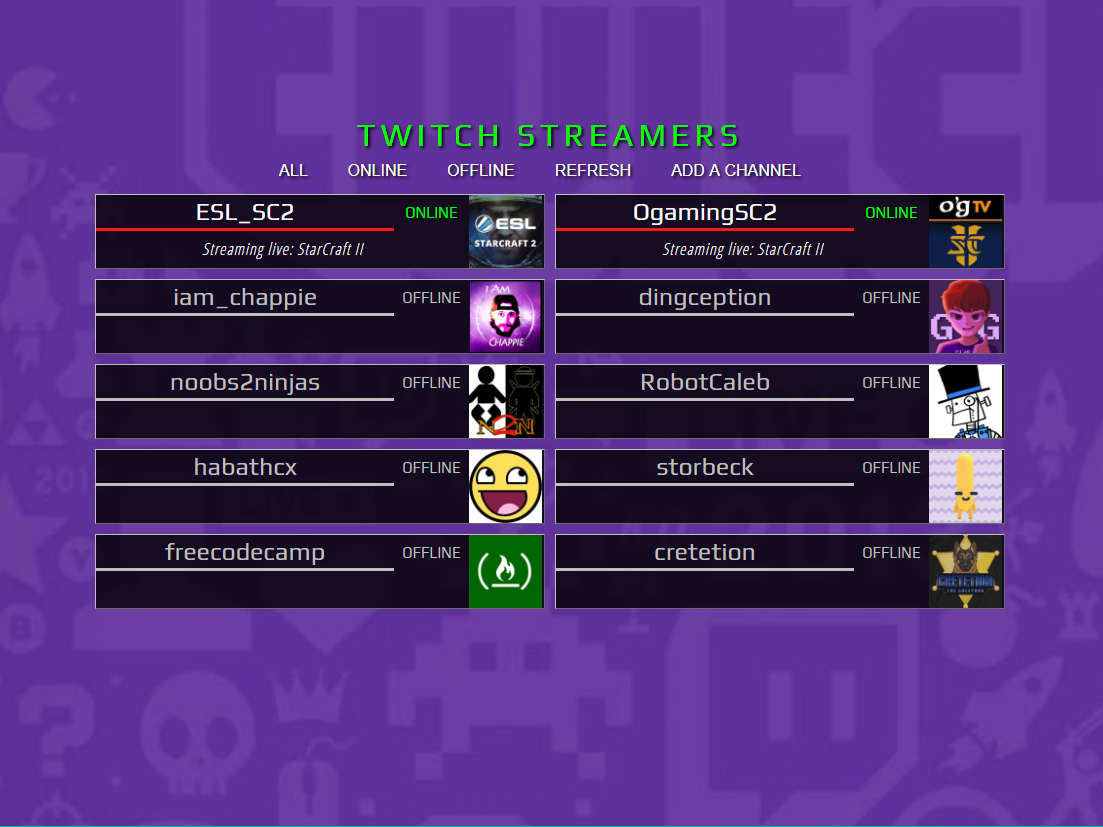 TWITCH STREAMERS
ALL ONLINE OFFLINE REFRESH ADD A CHANNEL
ESL_SC2 ONLINE
Streaming live: StarCraft II
ESL
STARCRAFT 2
OgamingSC2 ONLINE
Streaming live: StarCraft II
O'G TV
SC
iam_chappie OFFLINE
I AM
CHAPPIE
dingception OFFLINE
noobs2ninjas OFFLINE
N2N
RobotCaleb OFFLINE
habathcx OFFLINE
storbeck OFFLINE
freecodecamp OFFLINE
cretetion OFFLINE
CRETETION
B
Y